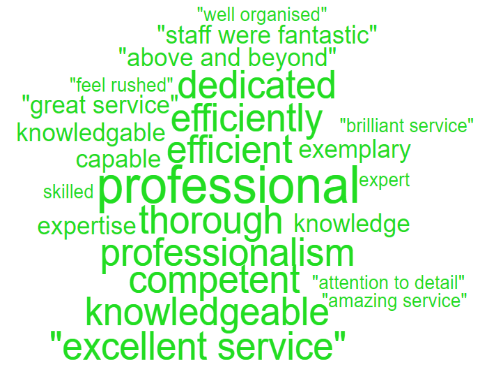 "well organised"
"staff were fantastic"
"above and beyond"
"feel rushed" dedicated
"great service"
efficiently
knowledgable
"brilliant service"
capable efficient exemplary
skilled professional expert
expertise thorough knowledge
professionalism
competent "attention to detail"
knowledgeable "amazing service"
"excellent service"